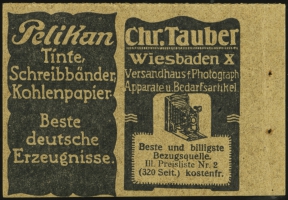 Pelikan
Tinte,
Schreibbänder,
Kohlenpapier.
Beste
deutsche
Erzeugnisse.
Chr. Tauber
Wiesbaden X
Versandhaus f. Photograph.
Apparate u. Bedarfsartikel
Beste und billigste
Bezugsquelle.
Ill. Preisliste Nr. 2
(320 Seit.) kostenfr.